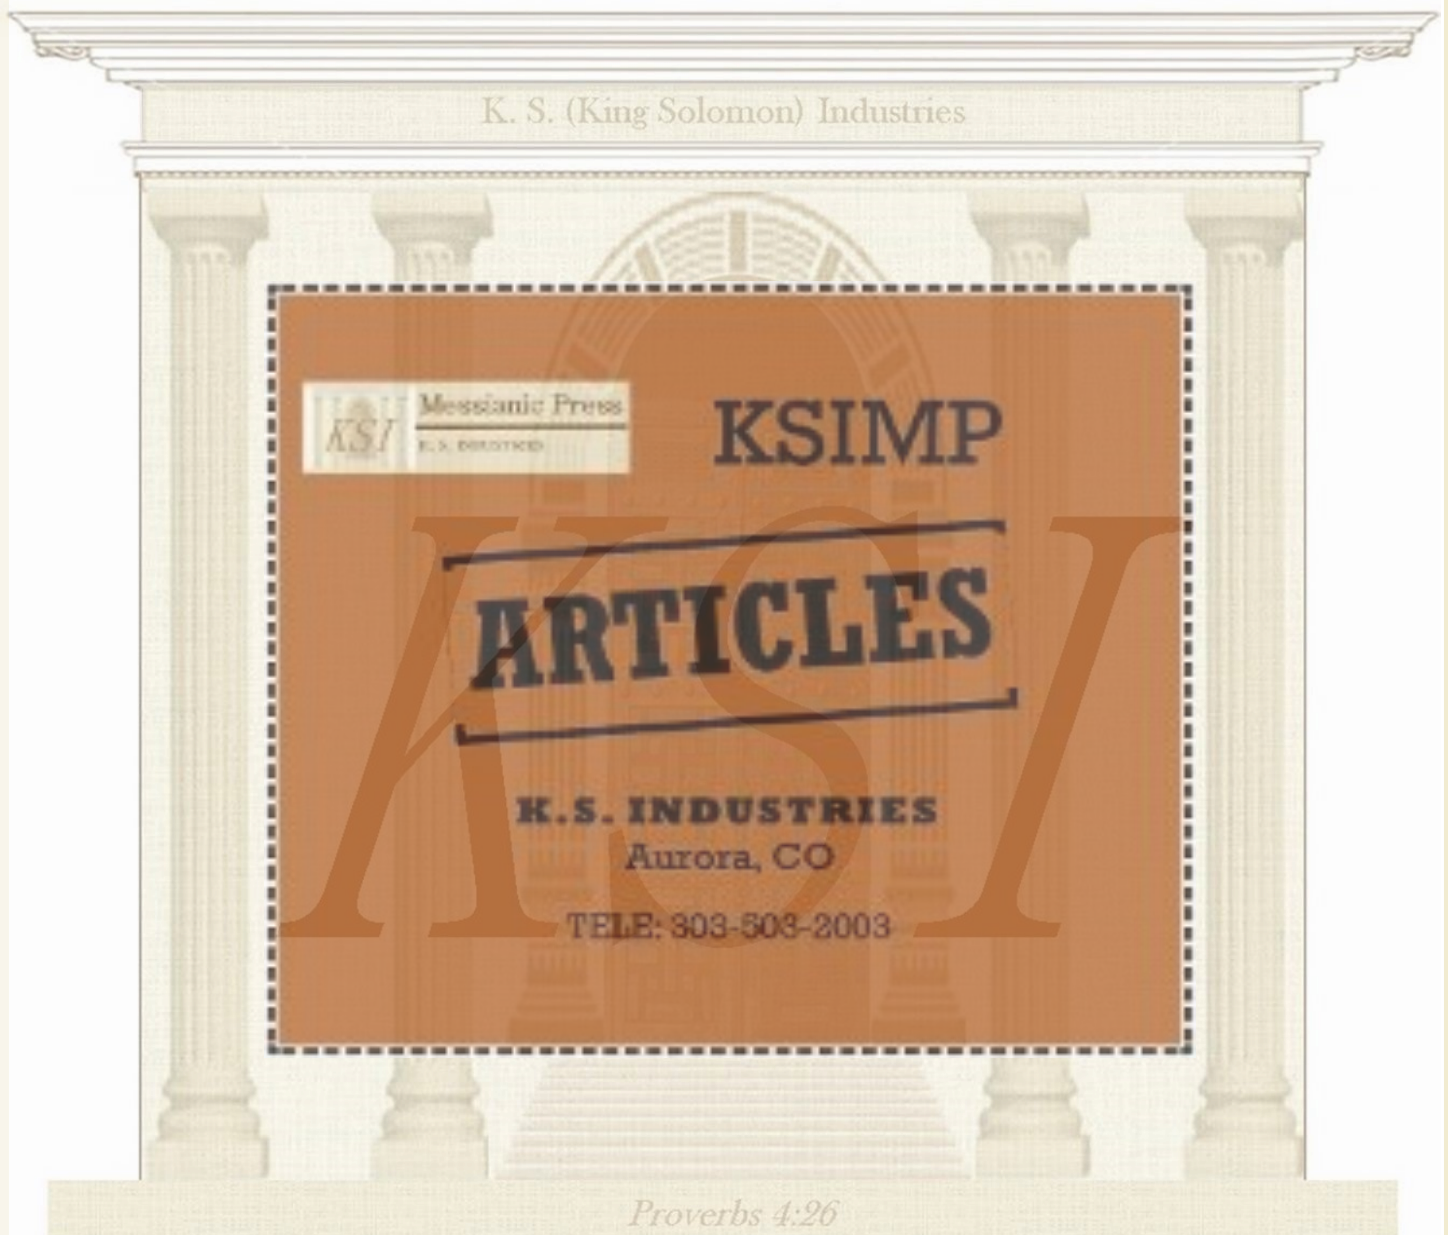 K. S. (King Solomon) Industries
KSI
Messianic Press
K. S. INDUSTRIES
KSIMP
ARTICLES
KSI
K.S. INDUSTRIES
Aurora, CO
TELE: 303-503-2003
Proverbs 4:26